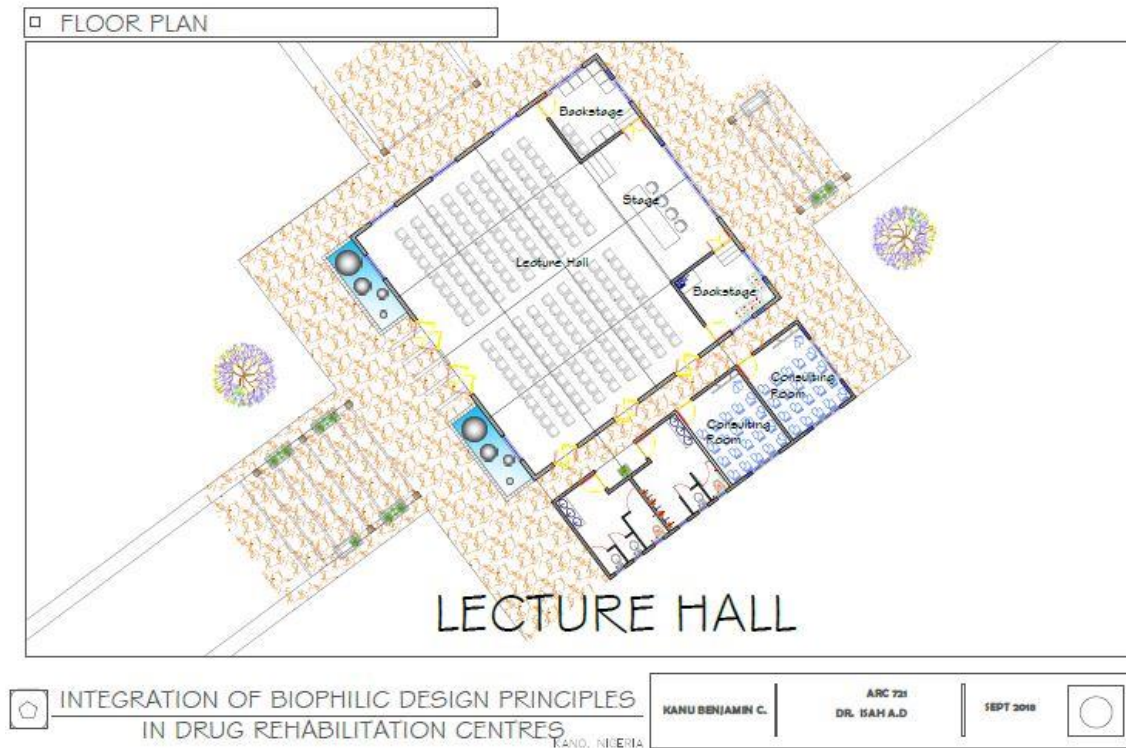 FLOOR PLAN
Backstage
Stage
Lecture Hall
Backstage
Consulting
Room
Consulting
Room
LECTURE HALL
INTEGRATION OF BIOPHILIC DESIGN PRINCIPLES
IN DRUG REHABILITATION CENTRES
KANO, NIGERIA
KANU BENJAMIN C.
ARC 721
DR. ISAH A.D
SEPT 2018